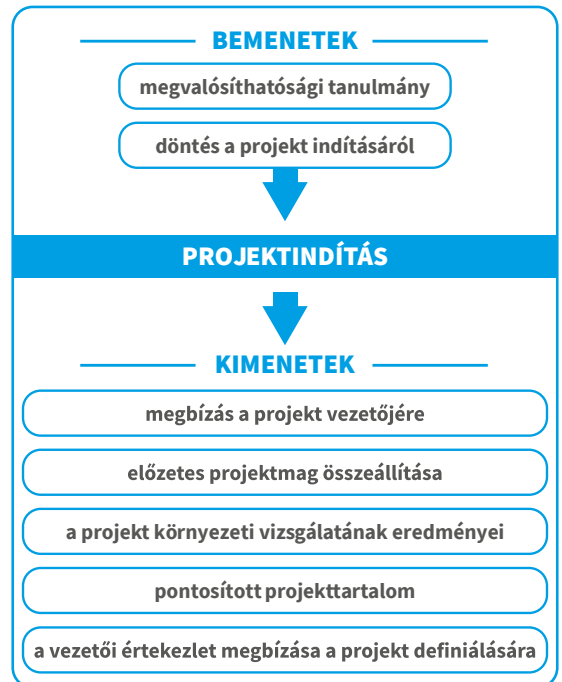 BEMENETEK
megvalósíthatósági tanulmány
döntés a projekt indításáról
PROJEKTINDÍTÁS
KIMENETEK
megbízás a projekt vezetőjére
előzetes projektmag összeállítása
a projekt környezeti vizsgálatának eredményei
pontosított projekttartalom
a vezetői értekezlet megbízása a projekt definiálására